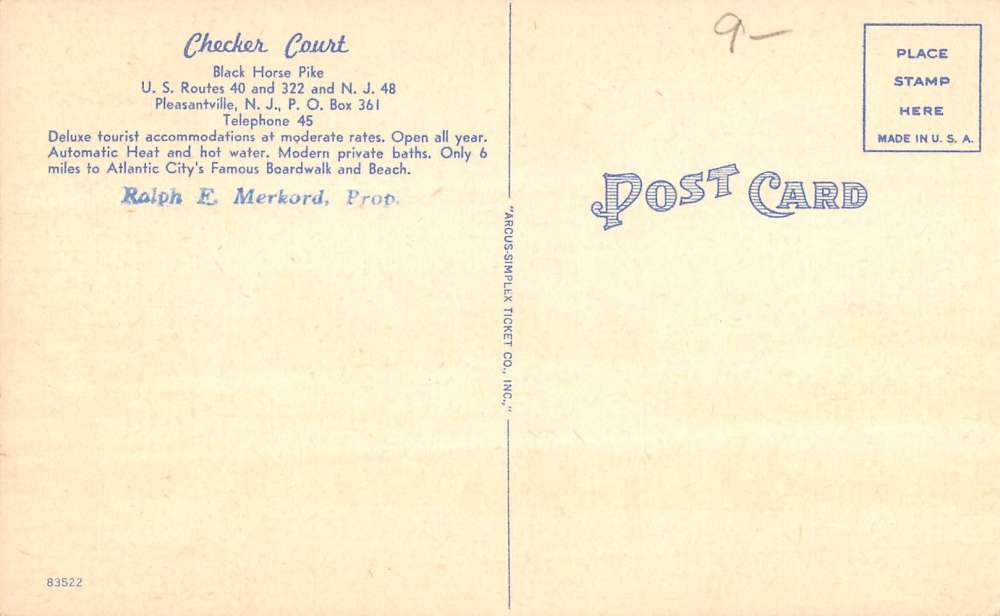 Checker Court
Black Horse Pike
U. S. Routes 40 and 322 and N. J. 48
Pleasantville, N. J., P. O. Box 361
Telephone 45
Deluxe tourist accommodations at moderate rates. Open all year.
Automatic Heat and hot water. Modern private baths. Only 6
miles to Atlantic City's Famous Boardwalk and Beach.
Ralph E. Merkord, Prop.
83522
"ARCUS-SIMPLEX TICKET CO., INC.,"
9-
POST CARD
PLACE
STAMP
HERE
MADE IN U. S. A.